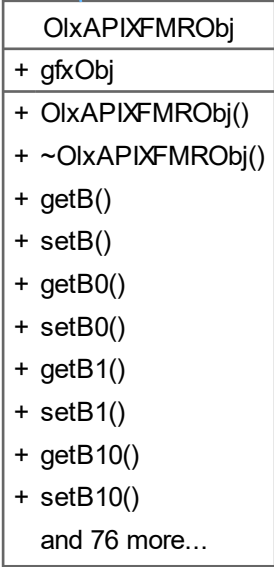 OlxAPIXFMRObj
+ gfxObj
+ OlxAPIXFMRObj()
+ ~OlxAPIXFMRObj()
+ getB()
+ setB()
+ getB0()
+ setB0()
+ getB1()
+ setB1()
+ getB10()
+ setB10()
and 76 more...